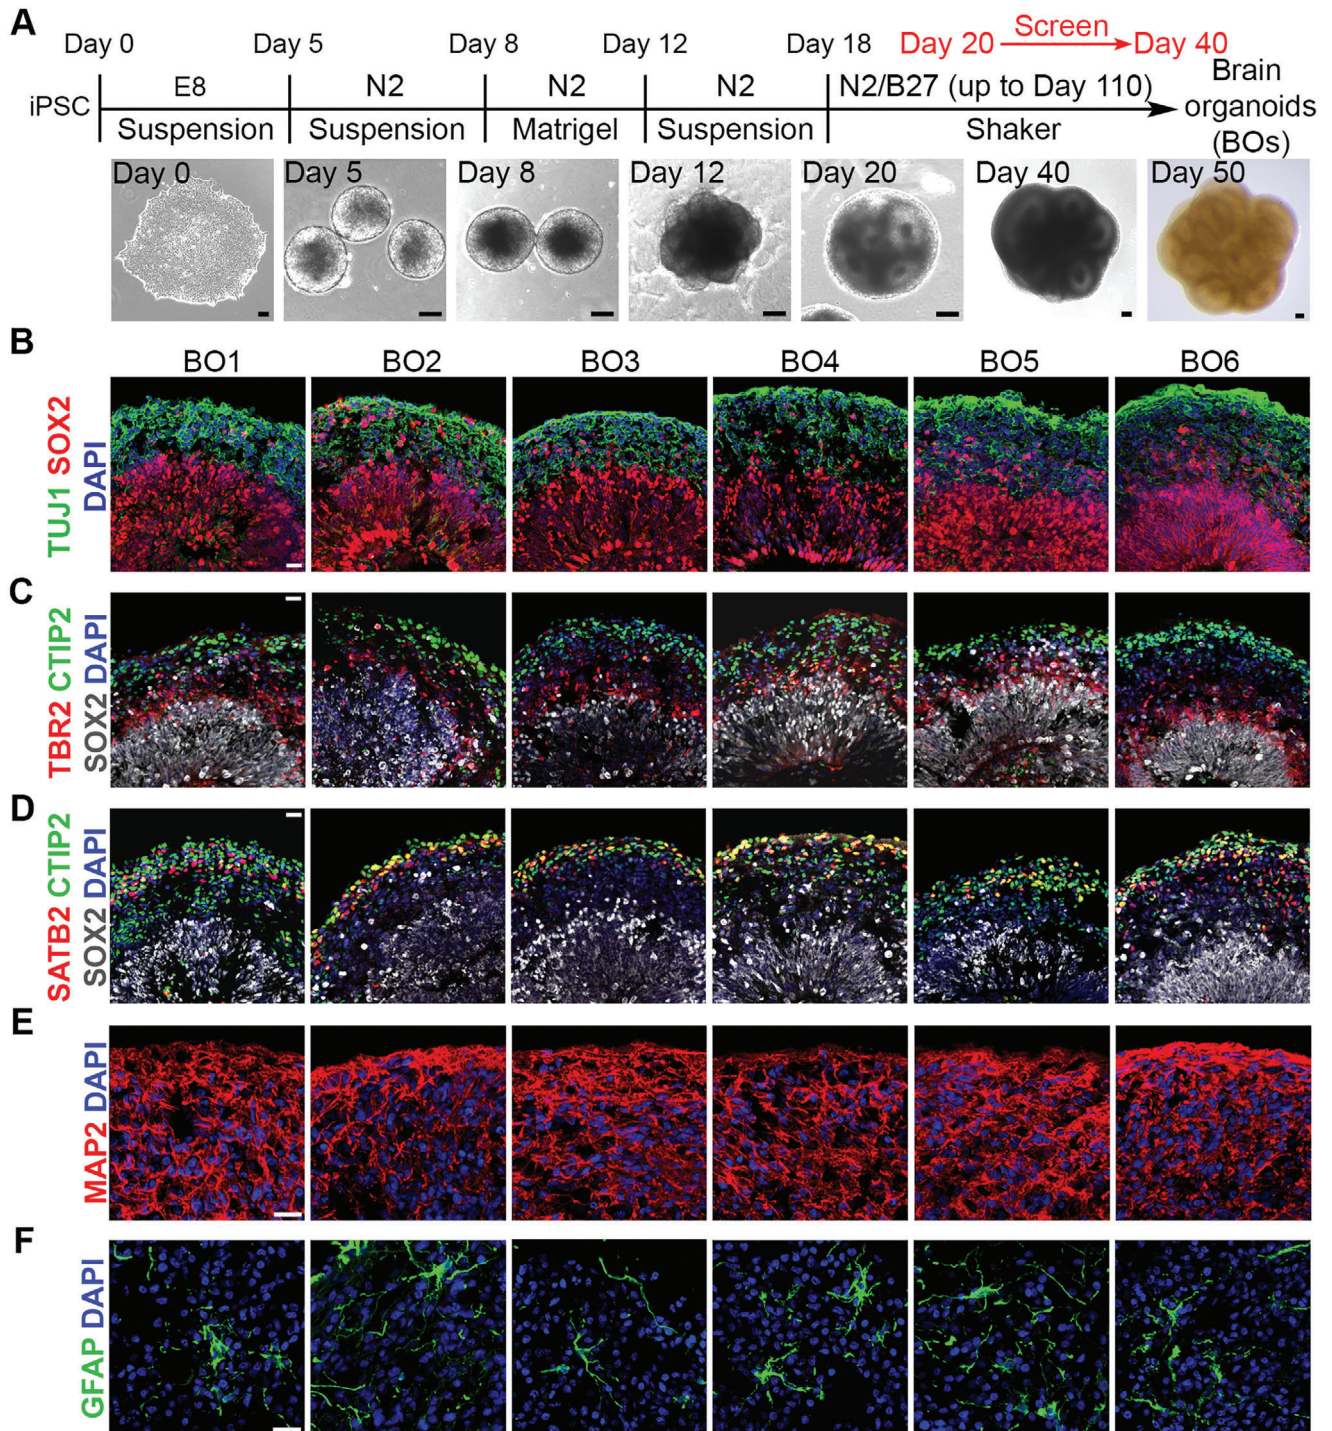 A
Day 0 Day 5 Day 8 Day 12 Day 18 Day 20 Screen Day 40
iPSC E8 N2 N2 N2 N2/B27 (up to Day 110) Brain organoids (BOs)
Suspension Suspension Matrigel Suspension Shaker
Day 0 Day 5 Day 8 Day 12 Day 20 Day 40 Day 50
B
BO1 BO2 BO3 BO4 BO5 BO6
TUJ1 SOX2
DAPI
C
TBR2 CTIP2
SOX2 DAPI
D
SATB2 CTIP2
SOX2 DAPI
E
MAP2 DAPI
F
GFAP DAPI